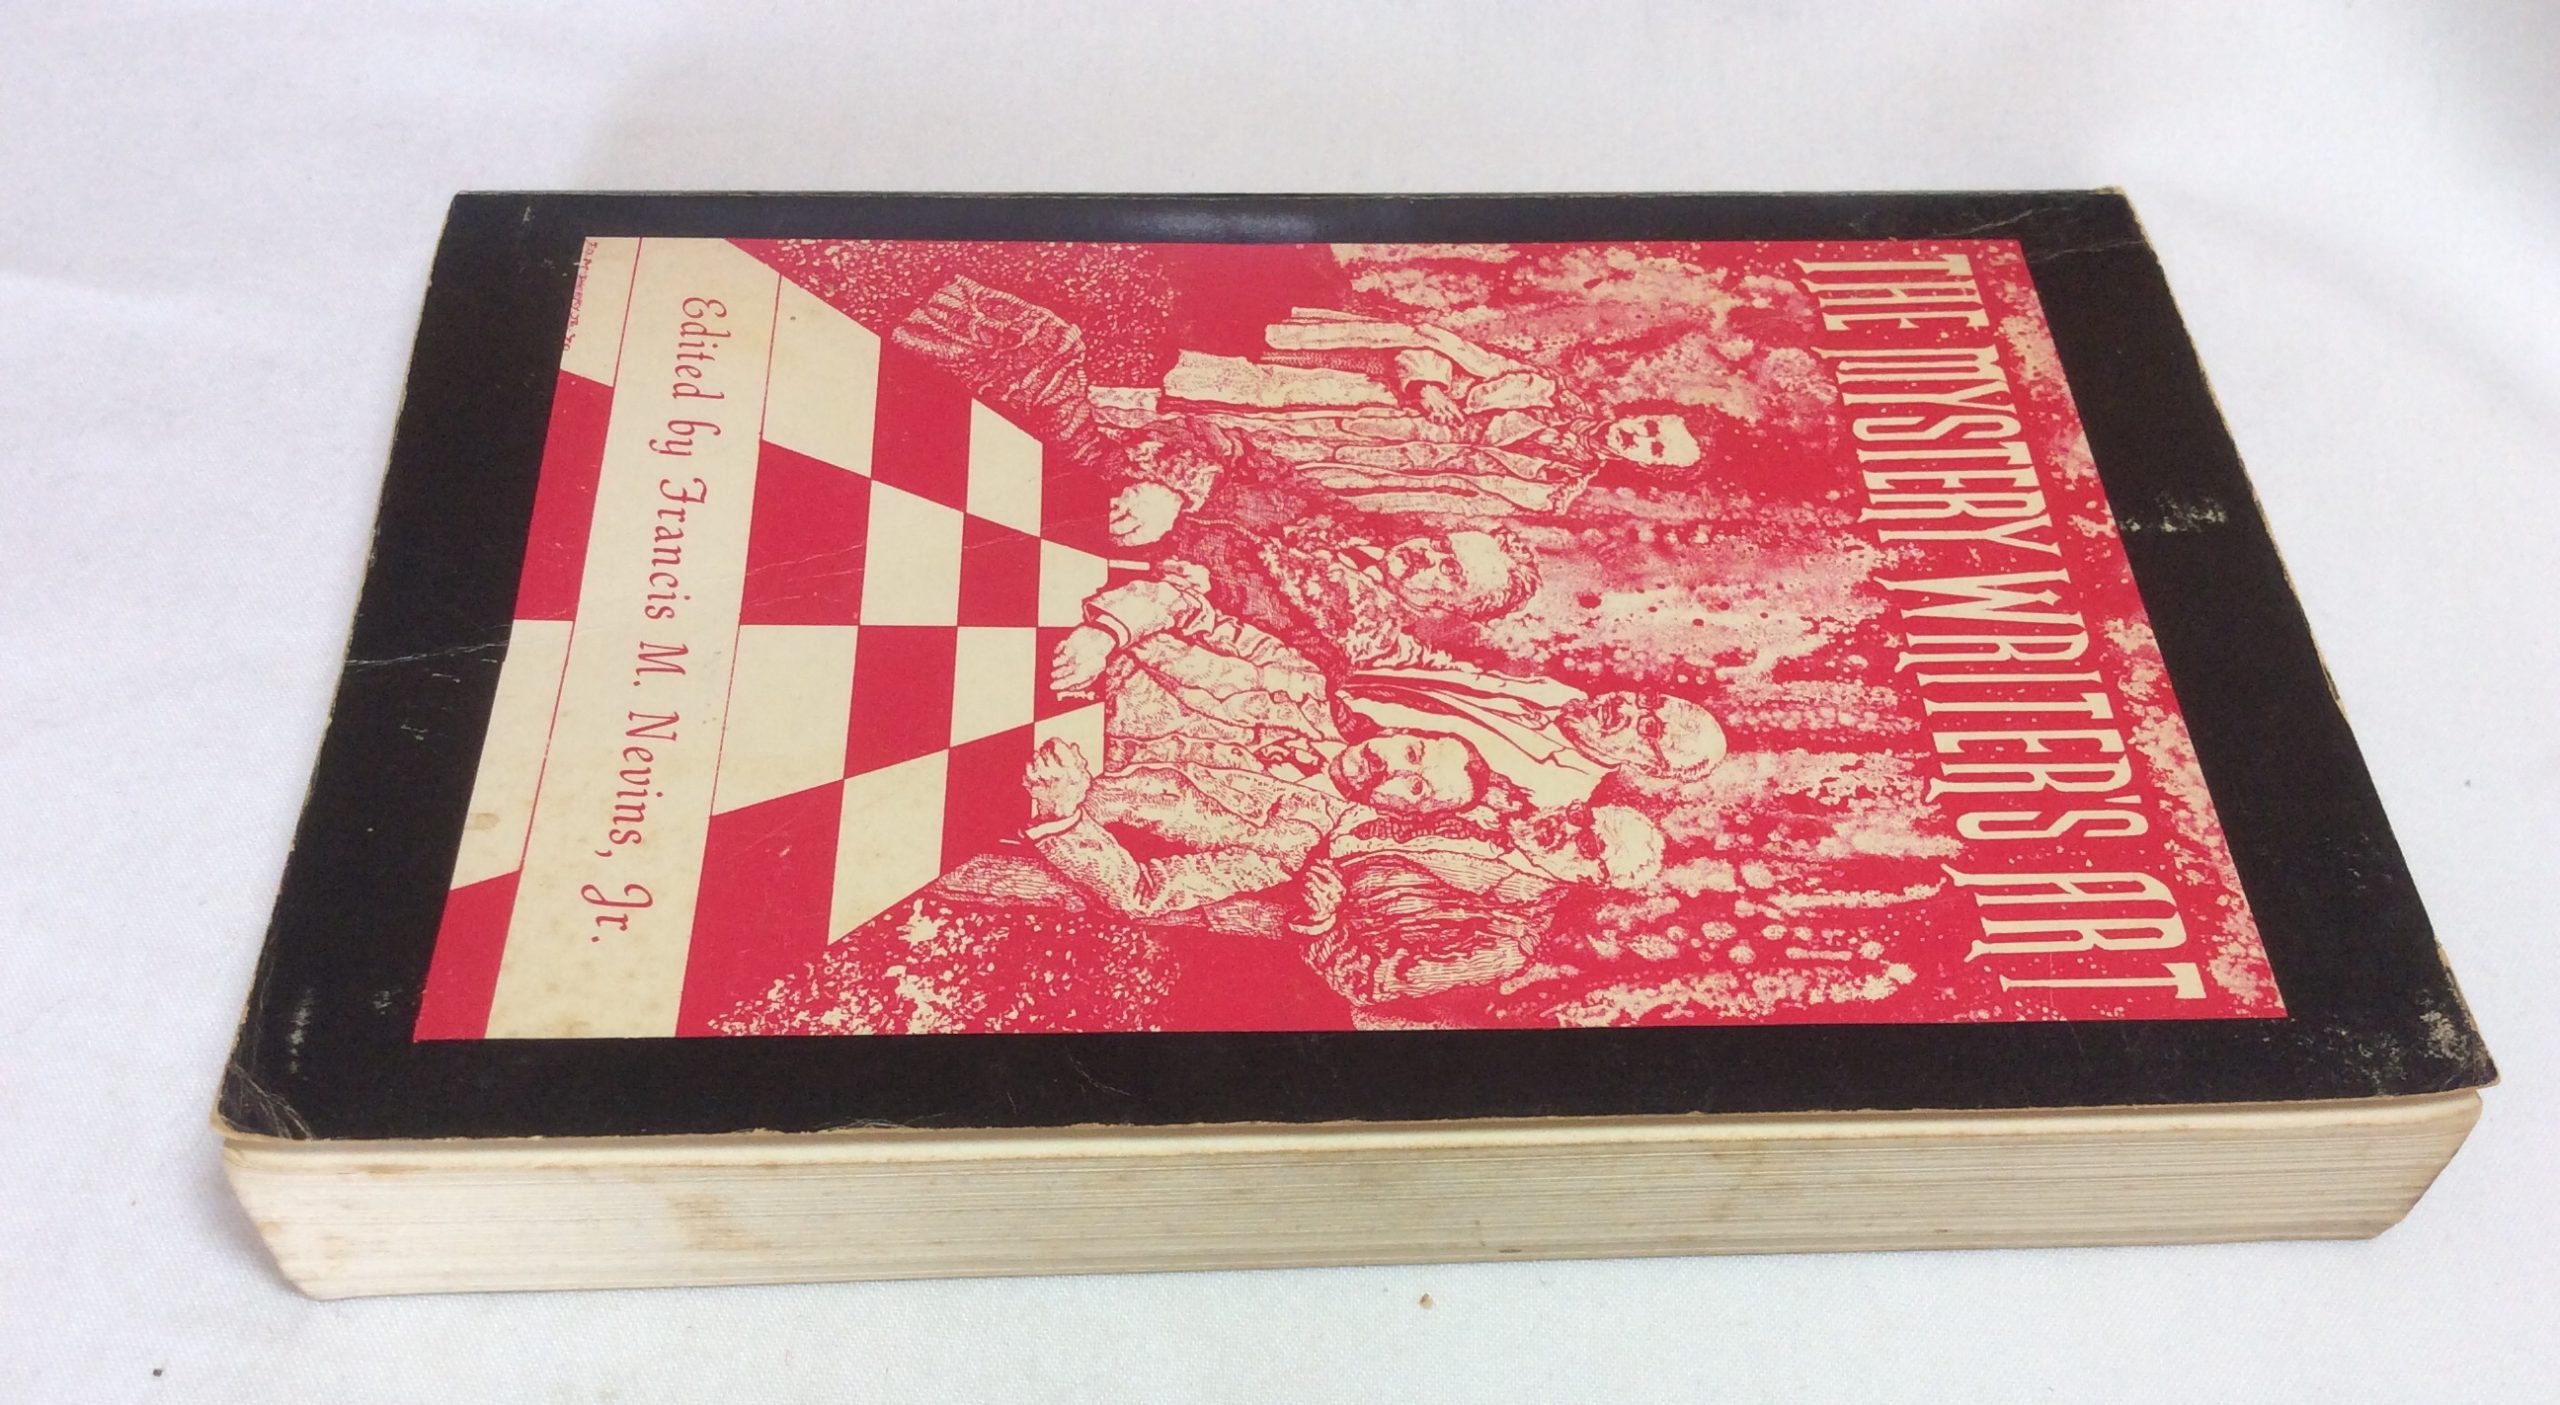 THE MYSTERY WRITER'S ART
Edited by Francis M. Nevins, Jr.